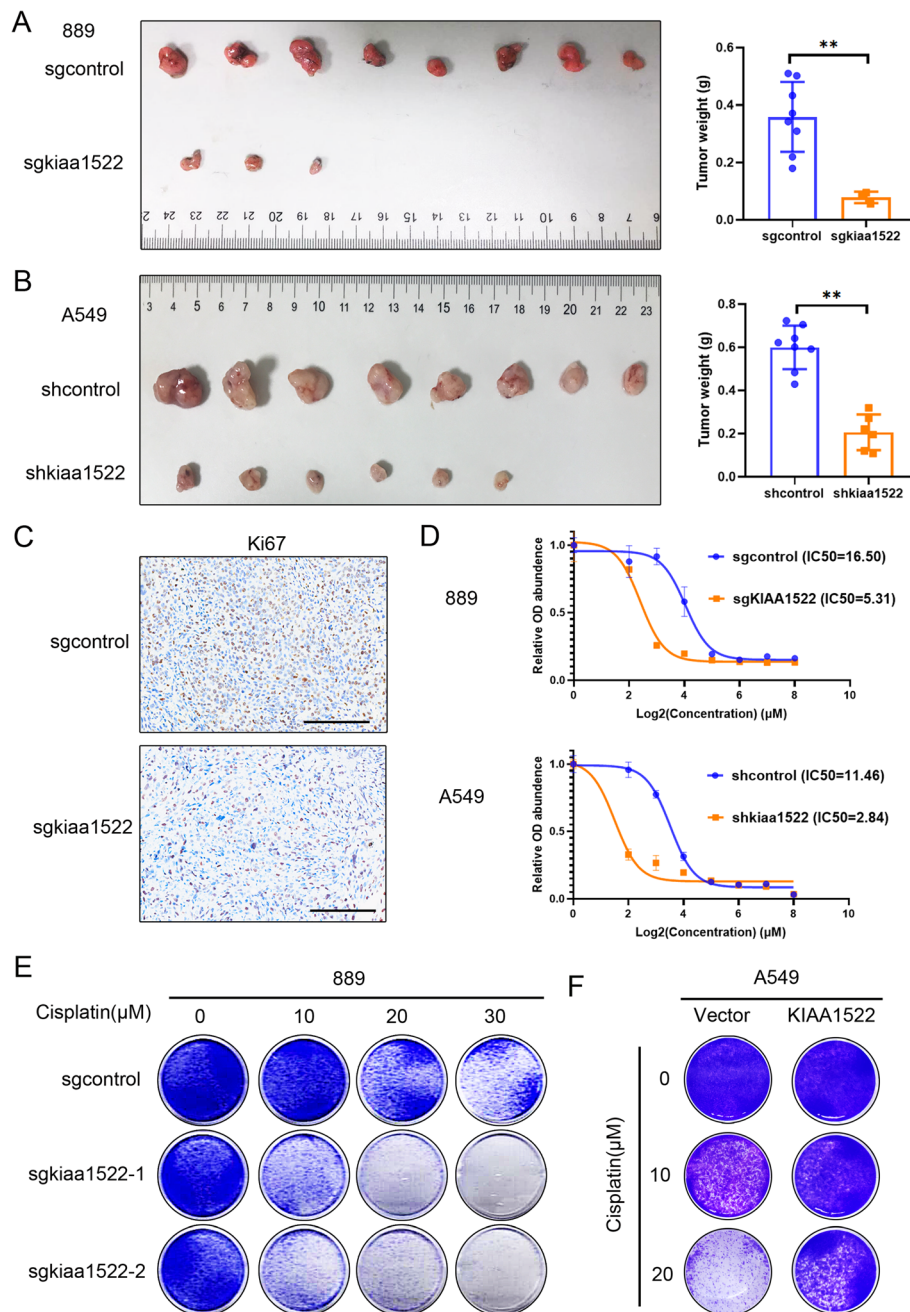 A
889
sgcontrol
sgkiaa1522
2 24 23 22 21 20 19 18 17 16 15 14 13 12 11 10 9 8 7 6
Tumor weight (g)
0.6
0.4
0.2
0.0
**
sgcontrol sgkiaa1522
B
A549
shcontrol
shkiaa1522
3 4 5 6 7 8 9 10 11 12 13 14 15 16 17 18 19 20 21 22 23
Tumor weight (g)
0.8
0.6
0.4
0.2
0.0
**
shcontrol shkiaa1522
C
Ki67
sgcontrol
sgkiaa1522
D
889
Relative OD abundance
1.0
0.5
0.0
sgcontrol (IC50=16.50)
sgKIAA1522 (IC50=5.31)
0 2 4 6 8 10
Log2(Concentration) (μM)
A549
Relative OD abundance
1.0
0.5
0.0
shcontrol (IC50=11.46)
shkiaa1522 (IC50=2.84)
0 2 4 6 8 10
Log2(Concentration) (μM)
E
889
Cisplatin(μM) 0 10 20 30
sgcontrol
sgkiaa1522-1
sgkiaa1522-2
F
A549
Vector KIAA1522
Cisplatin(μM)
0
10
20